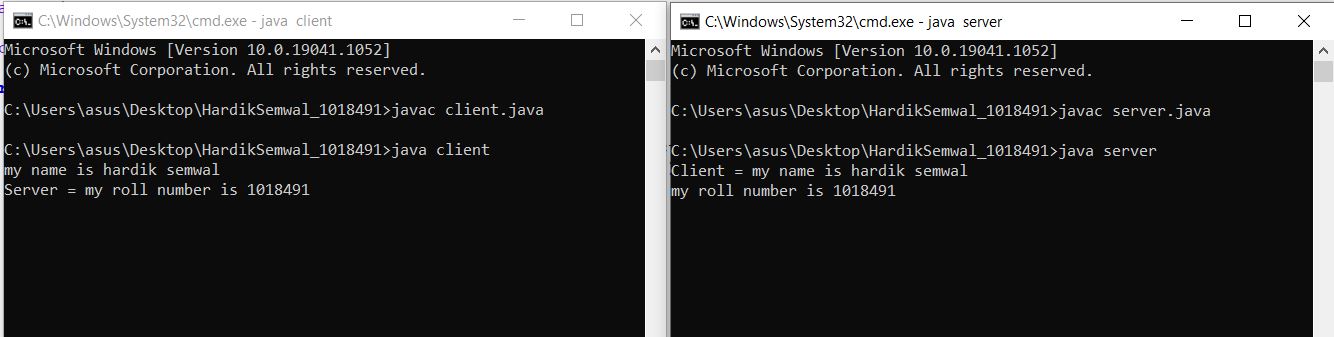 C:\Windows\System32\cmd.exe - java  client
Microsoft Windows [Version 10.0.19041.1052]
(c) Microsoft Corporation. All rights reserved.
C:\Users\asus\Desktop\HardikSemwal_1018491>javac client.java
C:\Users\asus\Desktop\HardikSemwal_1018491>java client
my name is hardik semwal
Server = my roll number is 1018491
C:\Windows\System32\cmd.exe - java  server
Microsoft Windows [Version 10.0.19041.1052]
(c) Microsoft Corporation. All rights reserved.
C:\Users\asus\Desktop\HardikSemwal_1018491>javac server.java
C:\Users\asus\Desktop\HardikSemwal_1018491>java server
Client = my name is hardik semwal
my roll number is 1018491